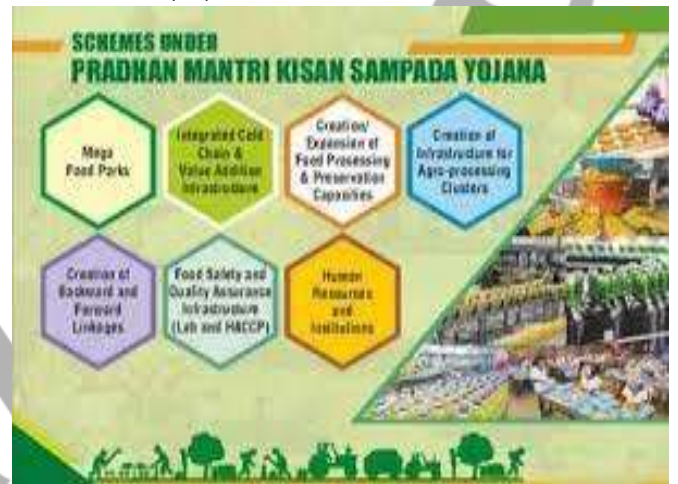 SCHEMES UNDER
PRADHAN MANTRI KISAN SAMPADA YOJANA
Mega
Food Parks
Integrated Cold
Chain &
Value Addition
Infrastructure
Creation/
Expansion of
Food Processing
& Preservation
Capacities
Creation of
Infrastructure for
Agro-processing
Clusters
Creation of
Backward and
Forward
Linkages
Food Safety and
Quality Assurance
Infrastructure
(Lab and HACCP)
Human
Resources
and
Institutions